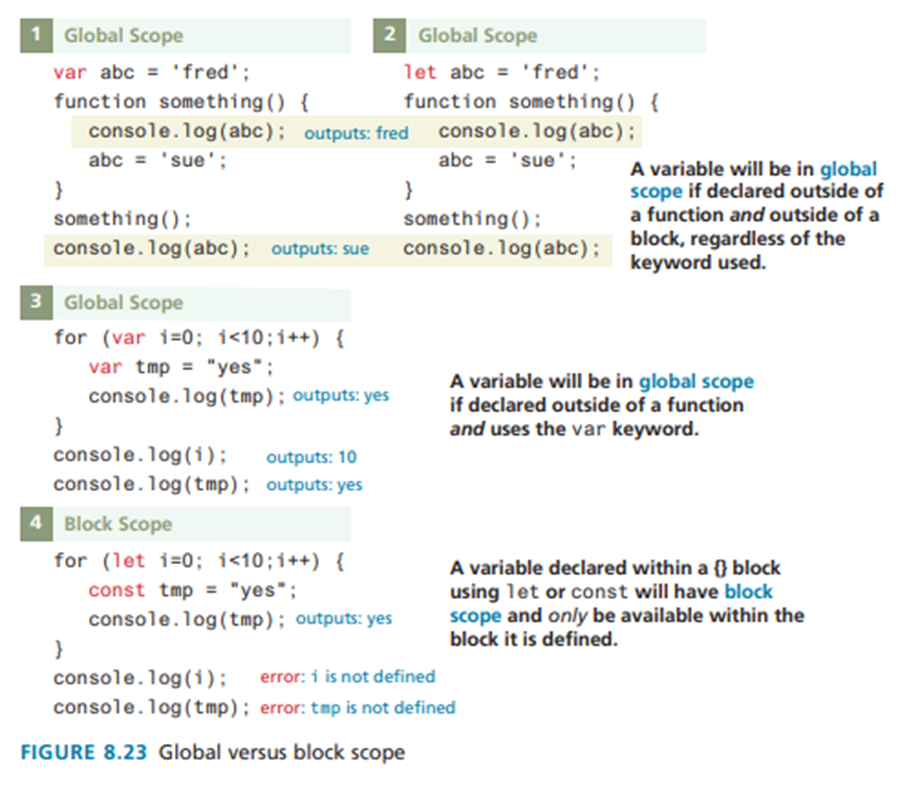 1 Global Scope
2 Global Scope
var abc = 'fred';
function something() {
console.log(abc); outputs: fred
abc = 'sue';
}
something();
console.log(abc); outputs: sue
let abc = 'fred';
function something() {
console.log(abc);
abc = 'sue';
}
something();
console.log(abc);
A variable will be in global
scope if declared outside of
a function and outside of a
block, regardless of the
keyword used.
3 Global Scope
for (var i=0; i<10;i++) {
var tmp = "yes";
console.log(tmp); outputs: yes
}
console.log(i); outputs: 10
console.log(tmp); outputs: yes
A variable will be in global scope
if declared outside of a function
and uses the var keyword.
4 Block Scope
for (let i=0; i<10;i++) {
const tmp = "yes";
console.log(tmp); outputs: yes
}
console.log(i); error: i is not defined
console.log(tmp); error: tmp is not defined
A variable declared within a {} block
using let or const will have block
scope and only be available within the
block it is defined.
FIGURE 8.23 Global versus block scope